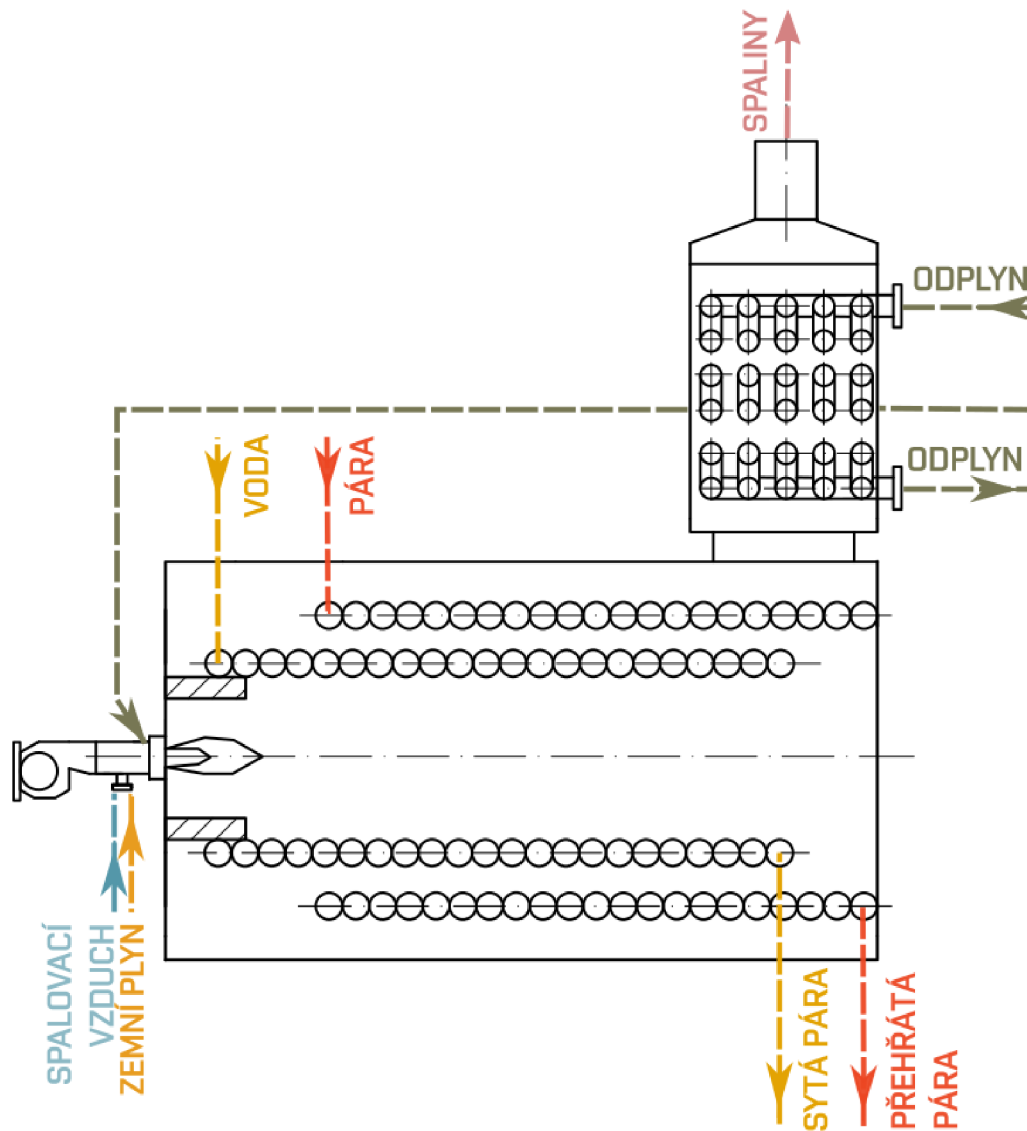 SPALINY
ODPLYN
ODPLYN
VODA
PÁRA
SPALOVACÍ
VZDUCH
ZEMNÍ PLYN
SYTÁ PÁRA
PŘEHŘÁTÁ
PÁRA